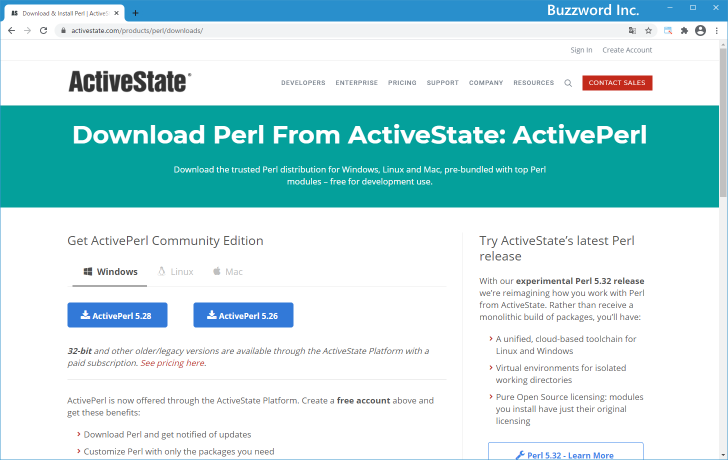 Buzzword Inc.
Download & Install Perl | ActiveS
activestate.com/products/perl/downloads/
Sign In Create Account
ActiveState®
DEVELOPERS ENTERPRISE PRICING SUPPORT COMPANY RESOURCES CONTACT SALES
Download Perl From ActiveState: ActivePerl
Download the trusted Perl distribution for Windows, Linux and Mac, pre-bundled with top Perl
modules – free for development use.
Get ActivePerl Community Edition
Windows Linux Mac
ActivePerl 5.28 ActivePerl 5.26
32-bit and other older/legacy versions are available through the ActiveState Platform with a
paid subscription. See pricing here.
ActivePerl is now offered through the ActiveState Platform. Create a free account above and
get these benefits:
Download Perl and get notified of updates
Customize Perl with only the packages you need
Try ActiveState's latest Perl
release
With our experimental Perl 5.32 release
we're reimagining how you work with Perl
from ActiveState. Rather than receive a
monolithic build of packages, you'll have:
A unified, cloud-based toolchain for
Linux and Windows
Virtual environments for isolated
working directories
Pure Open Source licensing: modules
you install have just their original
licensing
Perl 5.32 - Learn More